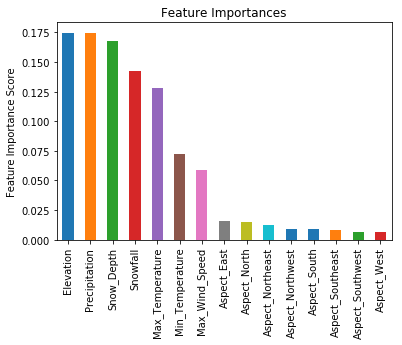 Feature Importances
Feature Importance Score
0.175
0.150
0.125
0.100
0.075
0.050
0.025
0.000
Elevation
Precipitation
Snow_Depth
Snowfall
Max_Temperature
Min_Temperature
Max_Wind_Speed
Aspect_East
Aspect_North
Aspect_Northeast
Aspect_Northwest
Aspect_South
Aspect_Southeast
Aspect_Southwest
Aspect_West